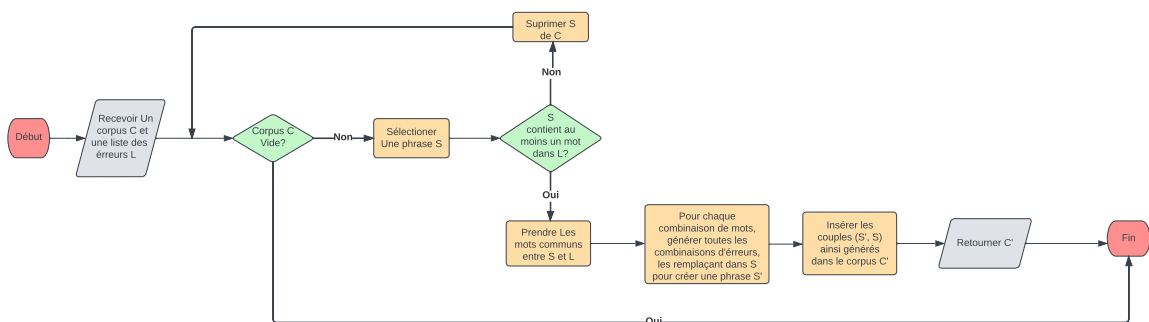 Suprimer S
de C
Non
Début
Recevoir Un
corpus C et
une liste des
érreurs L
Corpus C
Vide?
Non
Sélectioner
Une phrase S
S
contient au
moins un mot
dans L?
Oui
Prendre Les
mots communs
entre S et L
Pour chaque
combinaison de mots,
générer toutes les
combinaisons d'érreurs,
les remplaçant dans S
pour créer une phrase S'
Insérer les
couples (S', S)
ainsi générés
dans le corpus C'
Retourner C'
Fin
Oui